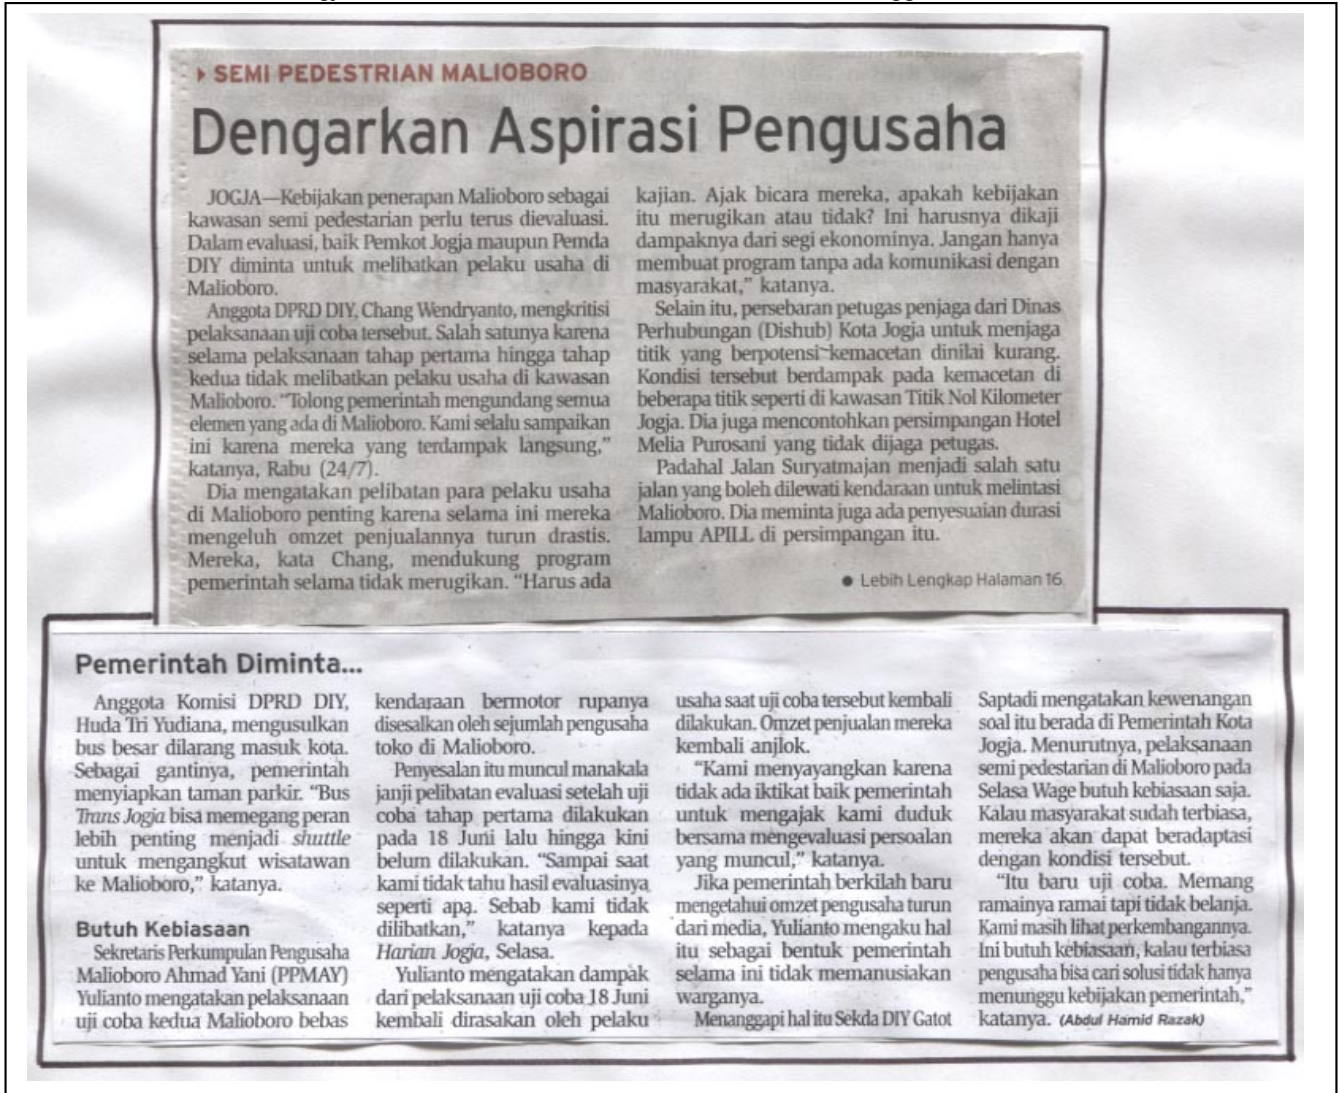 SEMI PEDESTRIAN MALIOBORO
Dengarkan Aspirasi Pengusaha
JOGJA—Kebijakan penerapan Malioboro sebagai
kawasan semi pedestarian perlu terus dievaluasi.
Dalam evaluasi, baik Pemkot Jogja maupun Pemda
DIY diminta untuk melibatkan pelaku usaha di
Malioboro.
Anggota DPRD DIY, Chang Wendryanto, mengkritisi
pelaksanaan uji coba tersebut. Salah satunya karena
selama pelaksanaan tahap pertama hingga tahap
kedua tidak melibatkan pelaku usaha di kawasan
Malioboro. “Tolong pemerintah mengundang semua
elemen yang ada di Malioboro. Kami selalu sampaikan
ini karena mereka yang terdampak langsung,”
katanya, Rabu (24/7).
Dia mengatakan pelibatan para pelaku usaha
di Malioboro penting karena selama ini mereka
mengeluh omzet penjualannya turun drastis.
Mereka, kata Chang, mendukung program
pemerintah selama tidak merugikan. “Harus ada
kajian. Ajak bicara mereka, apakah kebijakan
itu merugikan atau tidak? Ini harusnya dikaji
dampaknya dari segi ekonominya. Jangan hanya
membuat program tanpa ada komunikasi dengan
masyarakat,” katanya.
Selain itu, persebaran petugas penjaga dari Dinas
Perhubungan (Dishub) Kota Jogja untuk menjaga
titik yang berpotensi kemacetan dinilai kurang.
Kondisi tersebut berdampak pada kemacetan di
beberapa titik seperti di kawasan Titik Nol Kilometer
Jogja. Dia juga mencontohkan persimpangan Hotel
Melia Purosani yang tidak dijaga petugas.
Padahal Jalan Suryatmajan menjadi salah satu
jalan yang boleh dilewati kendaraan untuk melintasi
Malioboro. Dia meminta juga ada penyesuaian durasi
lampu APILL di persimpangan itu.
● Lebih Lengkap Halaman 16
Pemerintah Diminta...
Anggota Komisi DPRD DIY,
Huda Tri Yudiana, mengusulkan
bus besar dilarang masuk kota.
Sebagai gantinya, pemerintah
menyiapkan taman parkir. “Bus
Trans Jogja bisa memegang peran
lebih penting menjadi shuttle
untuk mengangkut wisatawan
ke Malioboro,” katanya.
Butuh Kebiasaan
Sekretaris Perkumpulan Pengusaha
Malioboro Ahmad Yani (PPMAY)
Yulianto mengatakan pelaksanaan
uji coba kedua Malioboro bebas
kendaraan bermotor rupanya
disesalkan oleh sejumlah pengusaha
toko di Malioboro.
Penyesalan itu muncul manakala
janji pelibatan evaluasi setelah uji
coba tahap pertama dilakukan
pada 18 Juni lalu hingga kini
belum dilakukan. “Sampai saat
kami tidak tahu hasil evaluasinya
seperti apa. Sebab kami tidak
dilibatkan,” katanya kepada
Harian Jogja, Selasa.
Yulianto mengatakan dampak
dari pelaksanaan uji coba 18 Juni
kembali dirasakan oleh pelaku
usaha saat uji coba tersebut kembali
dilakukan. Omzet penjualan mereka
kembali anjlok.
“Kami menyayangkan karena
tidak ada iktikat baik pemerintah
untuk mengajak kami duduk
bersama mengevaluasi persoalan
yang muncul,” katanya.
Jika pemerintah berkilah baru
mengetahui omzet pengusaha turun
dari media, Yulianto mengaku hal
itu sebagai bentuk pemerintah
selama ini tidak memanusiakan
warganya.
Menanggapi hal itu Sekda DIY Gatot
Saptadi mengatakan kewenangan
soal itu berada di Pemerintah Kota
Jogja. Menurutnya, pelaksanaan
semi pedestarian di Malioboro pada
Selasa Wage butuh kebiasaan saja.
Kalau masyarakat sudah terbiasa,
mereka akan dapat beradaptasi
dengan kondisi tersebut.
“Itu baru uji coba. Memang
ramainya ramai tapi tidak belanja.
Kami masih lihat perkembangannya.
Ini butuh kebiasaan, kalau terbiasa
pengusaha bisa cari solusi tidak hanya
menunggu kebijakan pemerintah,”
katanya. (Abdul Hamid Razak)